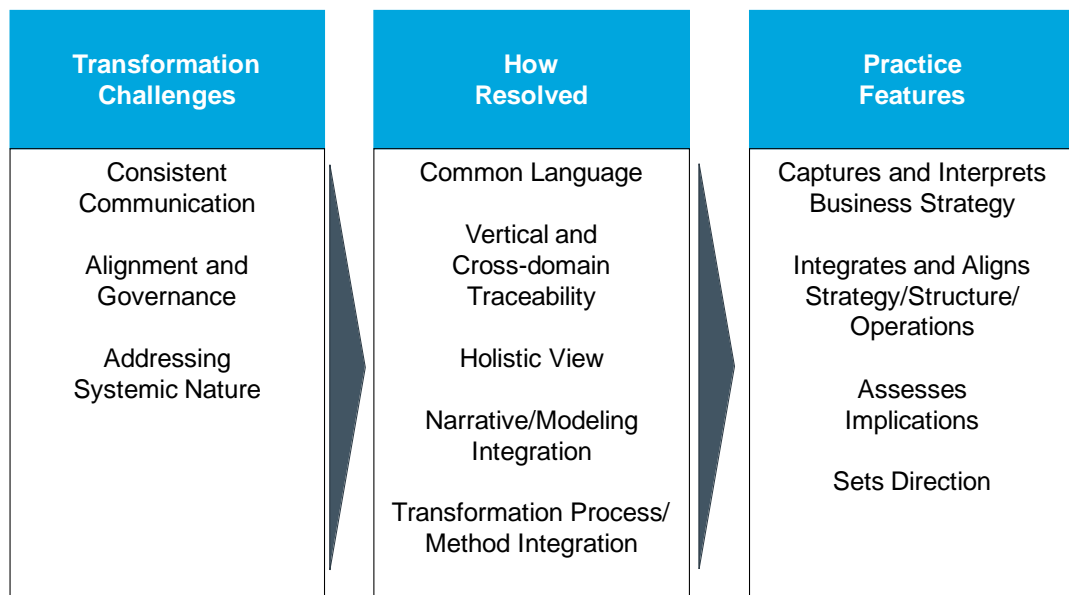 Transformation
Challenges
Consistent
Communication
Alignment and
Governance
Addressing
Systemic Nature
How
Resolved
Common Language
Vertical and
Cross-domain
Traceability
Holistic View
Narrative/Modeling
Integration
Transformation Process/
Method Integration
Practice
Features
Captures and Interprets
Business Strategy
Integrates and Aligns
Strategy/Structure/
Operations
Assesses
Implications
Sets Direction